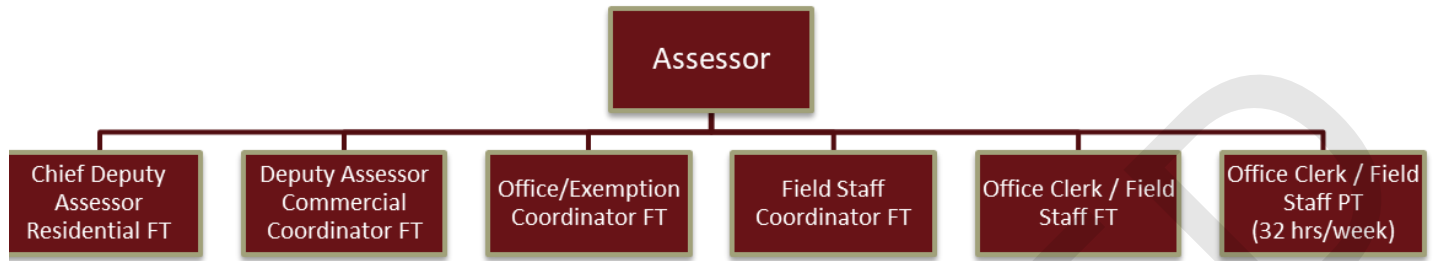 Assessor
Chief Deputy
Assessor
Residential FT
Deputy Assessor
Commercial
Coordinator FT
Office/Exemption
Coordinator FT
Field Staff
Coordinator FT
Office Clerk / Field
Staff FT
Office Clerk / Field
Staff PT
(32 hrs/week)